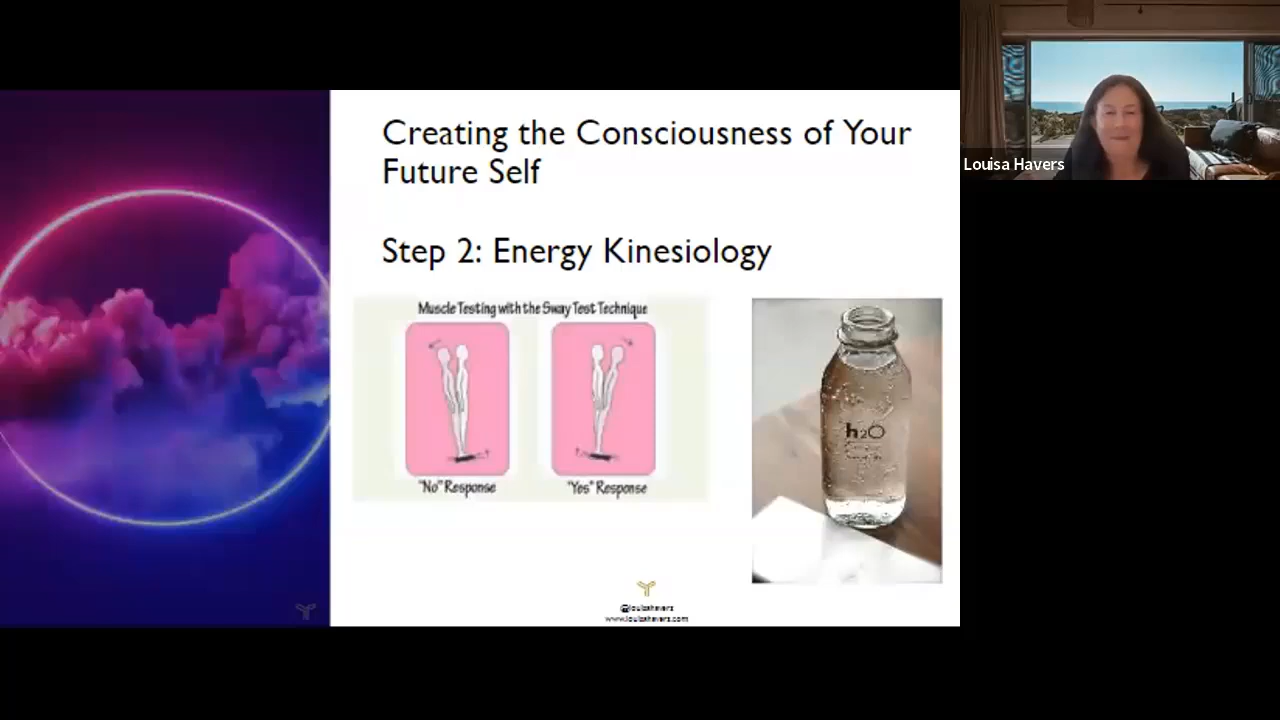 Creating the Consciousness of Your
Future Self
Step 2: Energy Kinesiology
Muscle Testing with the Sway Test Technique
"No" Response
"Yes" Response
h2O
@louisahavers
www.louisahavers.com
Louisa Havers